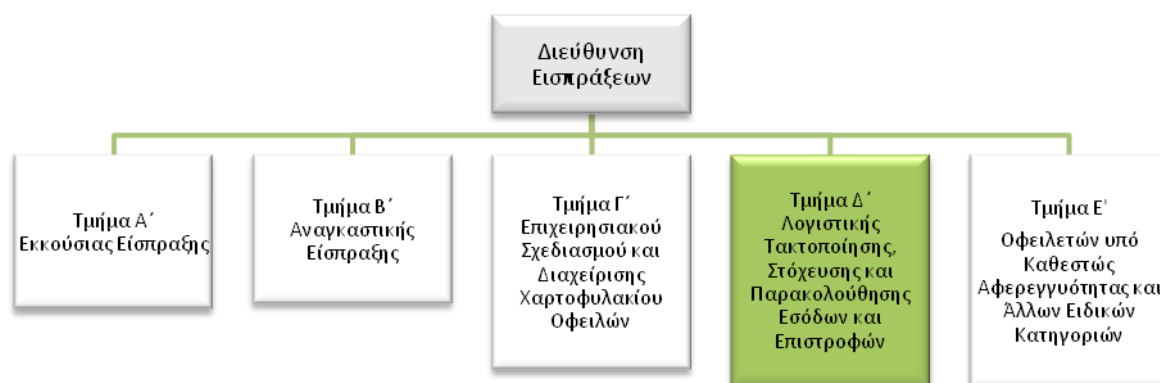 Διεύθυνση
Εισπράξεων
Τμήμα Α΄
Εκκούσιας Είσπραξης
Τμήμα Β΄
Αναγκαστικής
Είσπραξης
Τμήμα Γ΄
Επιχειρησιακού
Σχεδιασμού και
Διαχείρισης
Χαρτοφυλακίου
Οφειλών
Τμήμα Δ΄
Λογιστικής
Τακτοποίησης,
Στόχευσης και
Παρακολούθησης
Εσόδων και
Επιστροφών
Τμήμα Ε'
Οφειλετών υπό
Καθεστώς
Αφερεγγυότητας και
Άλλων Ειδικών
Κατηγοριών